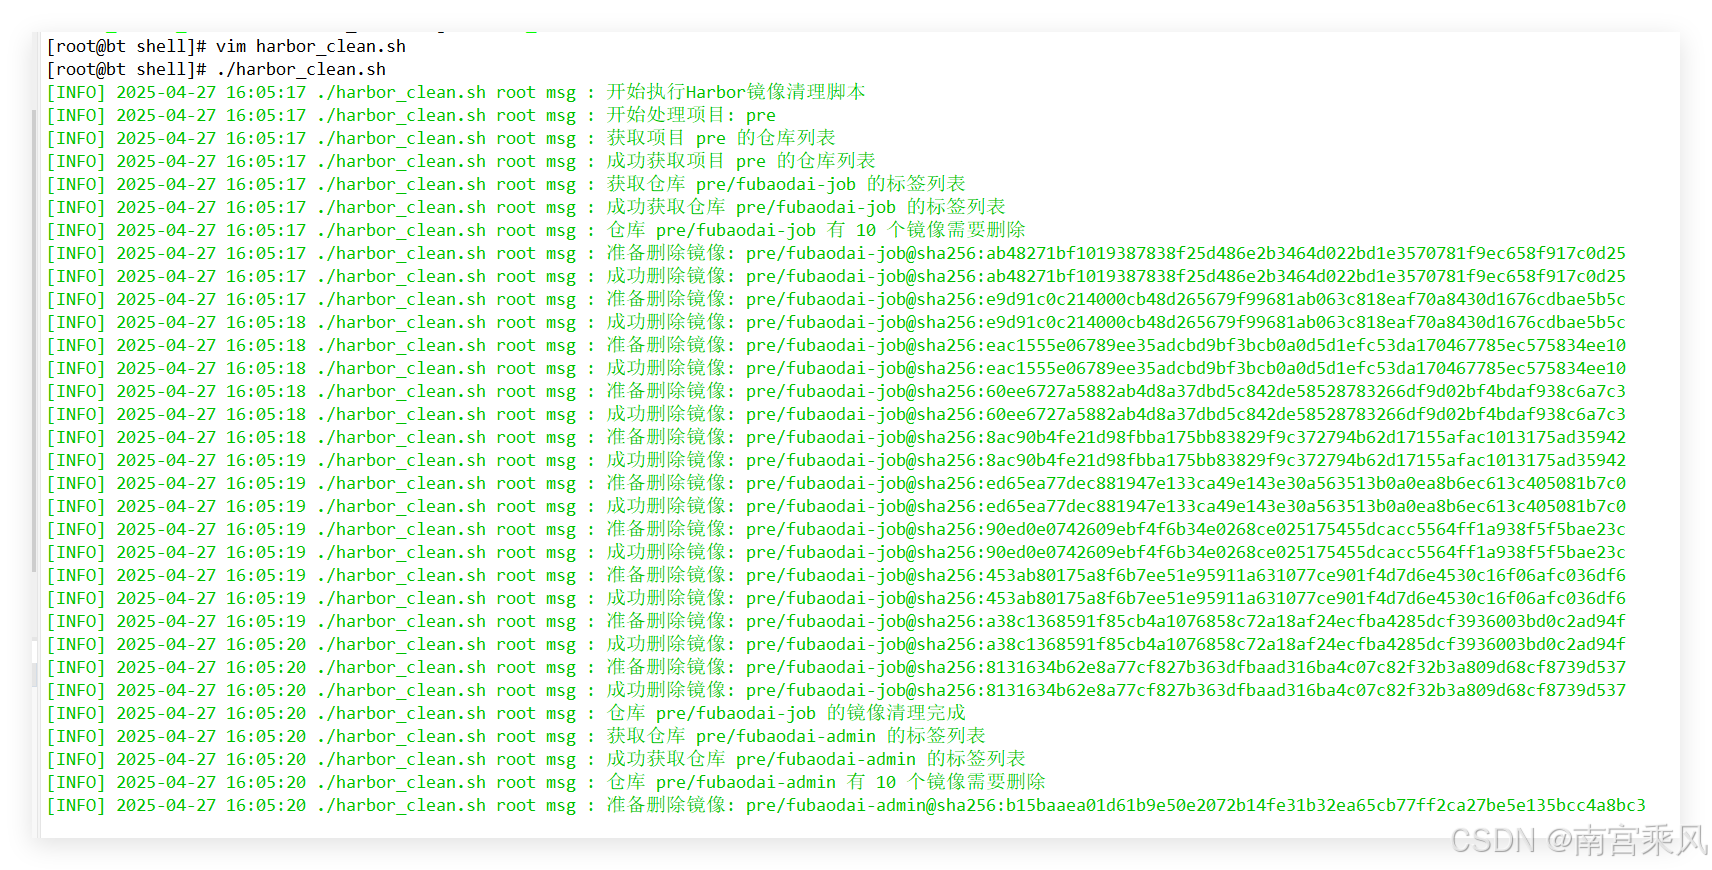 [root@bt shell]# vim harbor_clean.sh
[root@bt shell]# ./harbor_clean.sh
[INFO] 2025-04-27 16:05:17 ./harbor_clean.sh root msg : 开始执行Harbor镜像清理脚本
[INFO] 2025-04-27 16:05:17 ./harbor_clean.sh root msg : 开始处理项目: pre
[INFO] 2025-04-27 16:05:17 ./harbor_clean.sh root msg : 获取项目 pre 的仓库列表
[INFO] 2025-04-27 16:05:17 ./harbor_clean.sh root msg : 成功获取项目 pre 的仓库列表
[INFO] 2025-04-27 16:05:17 ./harbor_clean.sh root msg : 获取仓库 pre/fubaodai-job 的标签列表
[INFO] 2025-04-27 16:05:17 ./harbor_clean.sh root msg : 成功获取仓库 pre/fubaodai-job 的标签列表
[INFO] 2025-04-27 16:05:17 ./harbor_clean.sh root msg : 仓库 pre/fubaodai-job 有 10 个镜像需要删除
[INFO] 2025-04-27 16:05:17 ./harbor_clean.sh root msg : 准备删除镜像: pre/fubaodai-job@sha256:ab48271bf1019387838f25d486e2b3464d022bd1e3570781f9ec658f917c0d25
[INFO] 2025-04-27 16:05:17 ./harbor_clean.sh root msg : 成功删除镜像: pre/fubaodai-job@sha256:ab48271bf1019387838f25d486e2b3464d022bd1e3570781f9ec658f917c0d25
[INFO] 2025-04-27 16:05:17 ./harbor_clean.sh root msg : 准备删除镜像: pre/fubaodai-job@sha256:e9d91c0c214000cb48d265679f99681ab063c818eaf70a8430d1676cdbae5b5c
[INFO] 2025-04-27 16:05:18 ./harbor_clean.sh root msg : 成功删除镜像: pre/fubaodai-job@sha256:e9d91c0c214000cb48d265679f99681ab063c818eaf70a8430d1676cdbae5b5c
[INFO] 2025-04-27 16:05:18 ./harbor_clean.sh root msg : 准备删除镜像: pre/fubaodai-job@sha256:eac1555e06789ee35adcbd9bf3bcb0a0d5d1efc53da170467785ec575834ee10
[INFO] 2025-04-27 16:05:18 ./harbor_clean.sh root msg : 成功删除镜像: pre/fubaodai-job@sha256:eac1555e06789ee35adcbd9bf3bcb0a0d5d1efc53da170467785ec575834ee10
[INFO] 2025-04-27 16:05:18 ./harbor_clean.sh root msg : 准备删除镜像: pre/fubaodai-job@sha256:60ee6727a5882ab4d8a37dbd5c842de58528783266df9d02bf4bdaf938c6a7c3
[INFO] 2025-04-27 16:05:18 ./harbor_clean.sh root msg : 成功删除镜像: pre/fubaodai-job@sha256:60ee6727a5882ab4d8a37dbd5c842de58528783266df9d02bf4bdaf938c6a7c3
[INFO] 2025-04-27 16:05:18 ./harbor_clean.sh root msg : 准备删除镜像: pre/fubaodai-job@sha256:8ac90b4fe21d98fbba175bb83829f9c372794b62d17155afac1013175ad35942
[INFO] 2025-04-27 16:05:19 ./harbor_clean.sh root msg : 成功删除镜像: pre/fubaodai-job@sha256:8ac90b4fe21d98fbba175bb83829f9c372794b62d17155afac1013175ad35942
[INFO] 2025-04-27 16:05:19 ./harbor_clean.sh root msg : 准备删除镜像: pre/fubaodai-job@sha256:ed65ea77dec881947e133ca49e143e30a563513b0a0ea8b6ec613c405081b7c0
[INFO] 2025-04-27 16:05:19 ./harbor_clean.sh root msg : 成功删除镜像: pre/fubaodai-job@sha256:ed65ea77dec881947e133ca49e143e30a563513b0a0ea8b6ec613c405081b7c0
[INFO] 2025-04-27 16:05:19 ./harbor_clean.sh root msg : 准备删除镜像: pre/fubaodai-job@sha256:90ed0e0742609ebf4f6b34e0268ce025175455dcacc5564ff1a938f5f5bae23c
[INFO] 2025-04-27 16:05:19 ./harbor_clean.sh root msg : 成功删除镜像: pre/fubaodai-job@sha256:90ed0e0742609ebf4f6b34e0268ce025175455dcacc5564ff1a938f5f5bae23c
[INFO] 2025-04-27 16:05:19 ./harbor_clean.sh root msg : 准备删除镜像: pre/fubaodai-job@sha256:453ab80175a8f6b7ee51e95911a631077ce901f4d7d6e4530c16f06afc036df6
[INFO] 2025-04-27 16:05:19 ./harbor_clean.sh root msg : 成功删除镜像: pre/fubaodai-job@sha256:453ab80175a8f6b7ee51e95911a631077ce901f4d7d6e4530c16f06afc036df6
[INFO] 2025-04-27 16:05:19 ./harbor_clean.sh root msg : 准备删除镜像: pre/fubaodai-job@sha256:a38c1368591f85cb4a1076858c72a18af24ecfba4285dcf3936003bd0c2ad94f
[INFO] 2025-04-27 16:05:20 ./harbor_clean.sh root msg : 成功删除镜像: pre/fubaodai-job@sha256:a38c1368591f85cb4a1076858c72a18af24ecfba4285dcf3936003bd0c2ad94f
[INFO] 2025-04-27 16:05:20 ./harbor_clean.sh root msg : 准备删除镜像: pre/fubaodai-job@sha256:8131634b62e8a77cf827b363dfbaad316ba4c07c82f32b3a809d68cf8739d537
[INFO] 2025-04-27 16:05:20 ./harbor_clean.sh root msg : 成功删除镜像: pre/fubaodai-job@sha256:8131634b62e8a77cf827b363dfbaad316ba4c07c82f32b3a809d68cf8739d537
[INFO] 2025-04-27 16:05:20 ./harbor_clean.sh root msg : 仓库 pre/fubaodai-job 的镜像清理完成
[INFO] 2025-04-27 16:05:20 ./harbor_clean.sh root msg : 获取仓库 pre/fubaodai-admin 的标签列表
[INFO] 2025-04-27 16:05:20 ./harbor_clean.sh root msg : 成功获取仓库 pre/fubaodai-admin 的标签列表
[INFO] 2025-04-27 16:05:20 ./harbor_clean.sh root msg : 仓库 pre/fubaodai-admin 有 10 个镜像需要删除
[INFO] 2025-04-27 16:05:20 ./harbor_clean.sh root msg : 准备删除镜像: pre/fubaodai-admin@sha256:b15baaea01d61b9e50e2072b14fe31b32ea65cb77ff2ca27be5e135bcc4a8bc3
CSDN @南宫乘风